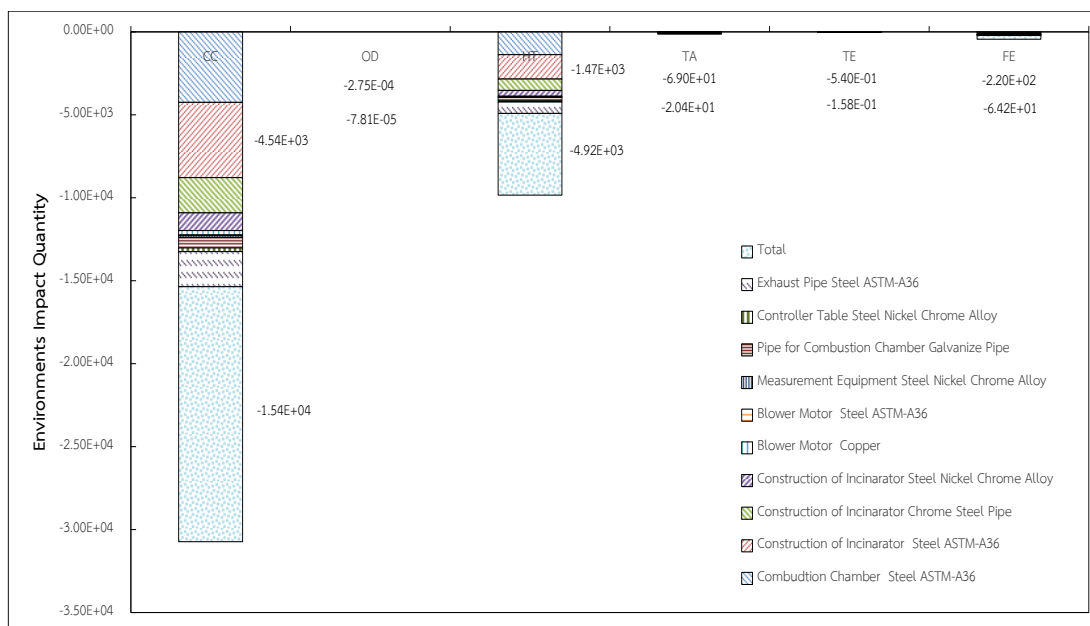 0.00E+00
CC
OD
HT
TA
TE
FE
-2.75E-04
-1.47E+03
-6.90E+01
-5.40E-01
-2.20E+02
-5.00E+03
-7.81E-05
-2.04E+01
-1.58E-01
-6.42E+01
-4.54E+03
-4.92E+03
-1.00E+04
-1.50E+04
-2.00E+04
-1.54E+04
-2.50E+04
-3.00E+04
-3.50E+04
Environments Impact Quantity
Total
Exhaust Pipe Steel ASTM-A36
Controller Table Steel Nickel Chrome Alloy
Pipe for Combustion Chamber Galvanize Pipe
Measurement Equipment Steel Nickel Chrome Alloy
Blower Motor Steel ASTM-A36
Blower Motor Copper
Construction of Incinarator Steel Nickel Chrome Alloy
Construction of Incinarator Chrome Steel Pipe
Construction of Incinarator Steel ASTM-A36
Combudtion Chamber Steel ASTM-A36